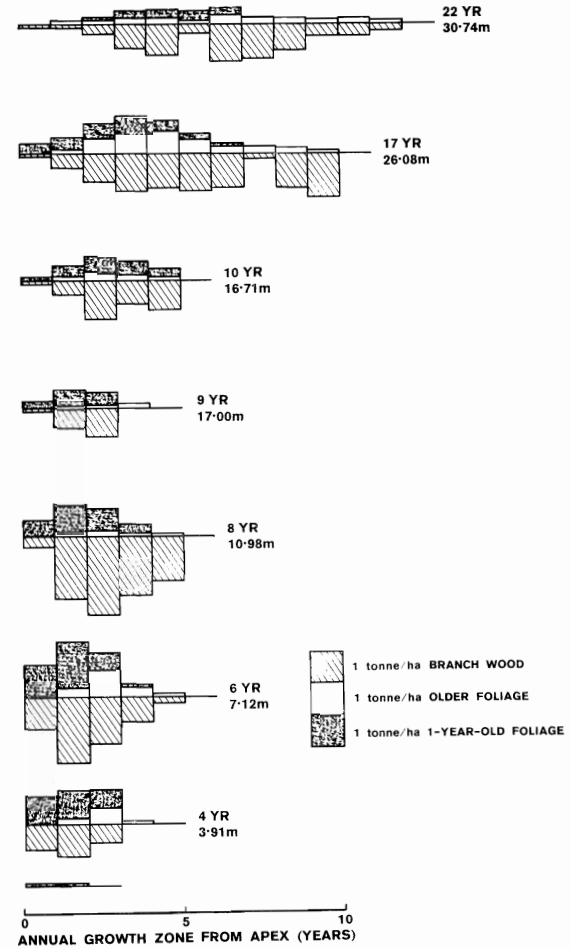 22 YR
30·74m
17 YR
26·08m
10 YR
16·71m
9 YR
17·00m
8 YR
10·98m
6 YR
7·12m
1 tonne/ha BRANCH WOOD
1 tonne/ha OLDER FOLIAGE
1 tonne/ha 1-YEAR-OLD FOLIAGE
4 YR
3·91m
0 5 10
ANNUAL GROWTH ZONE FROM APEX (YEARS)